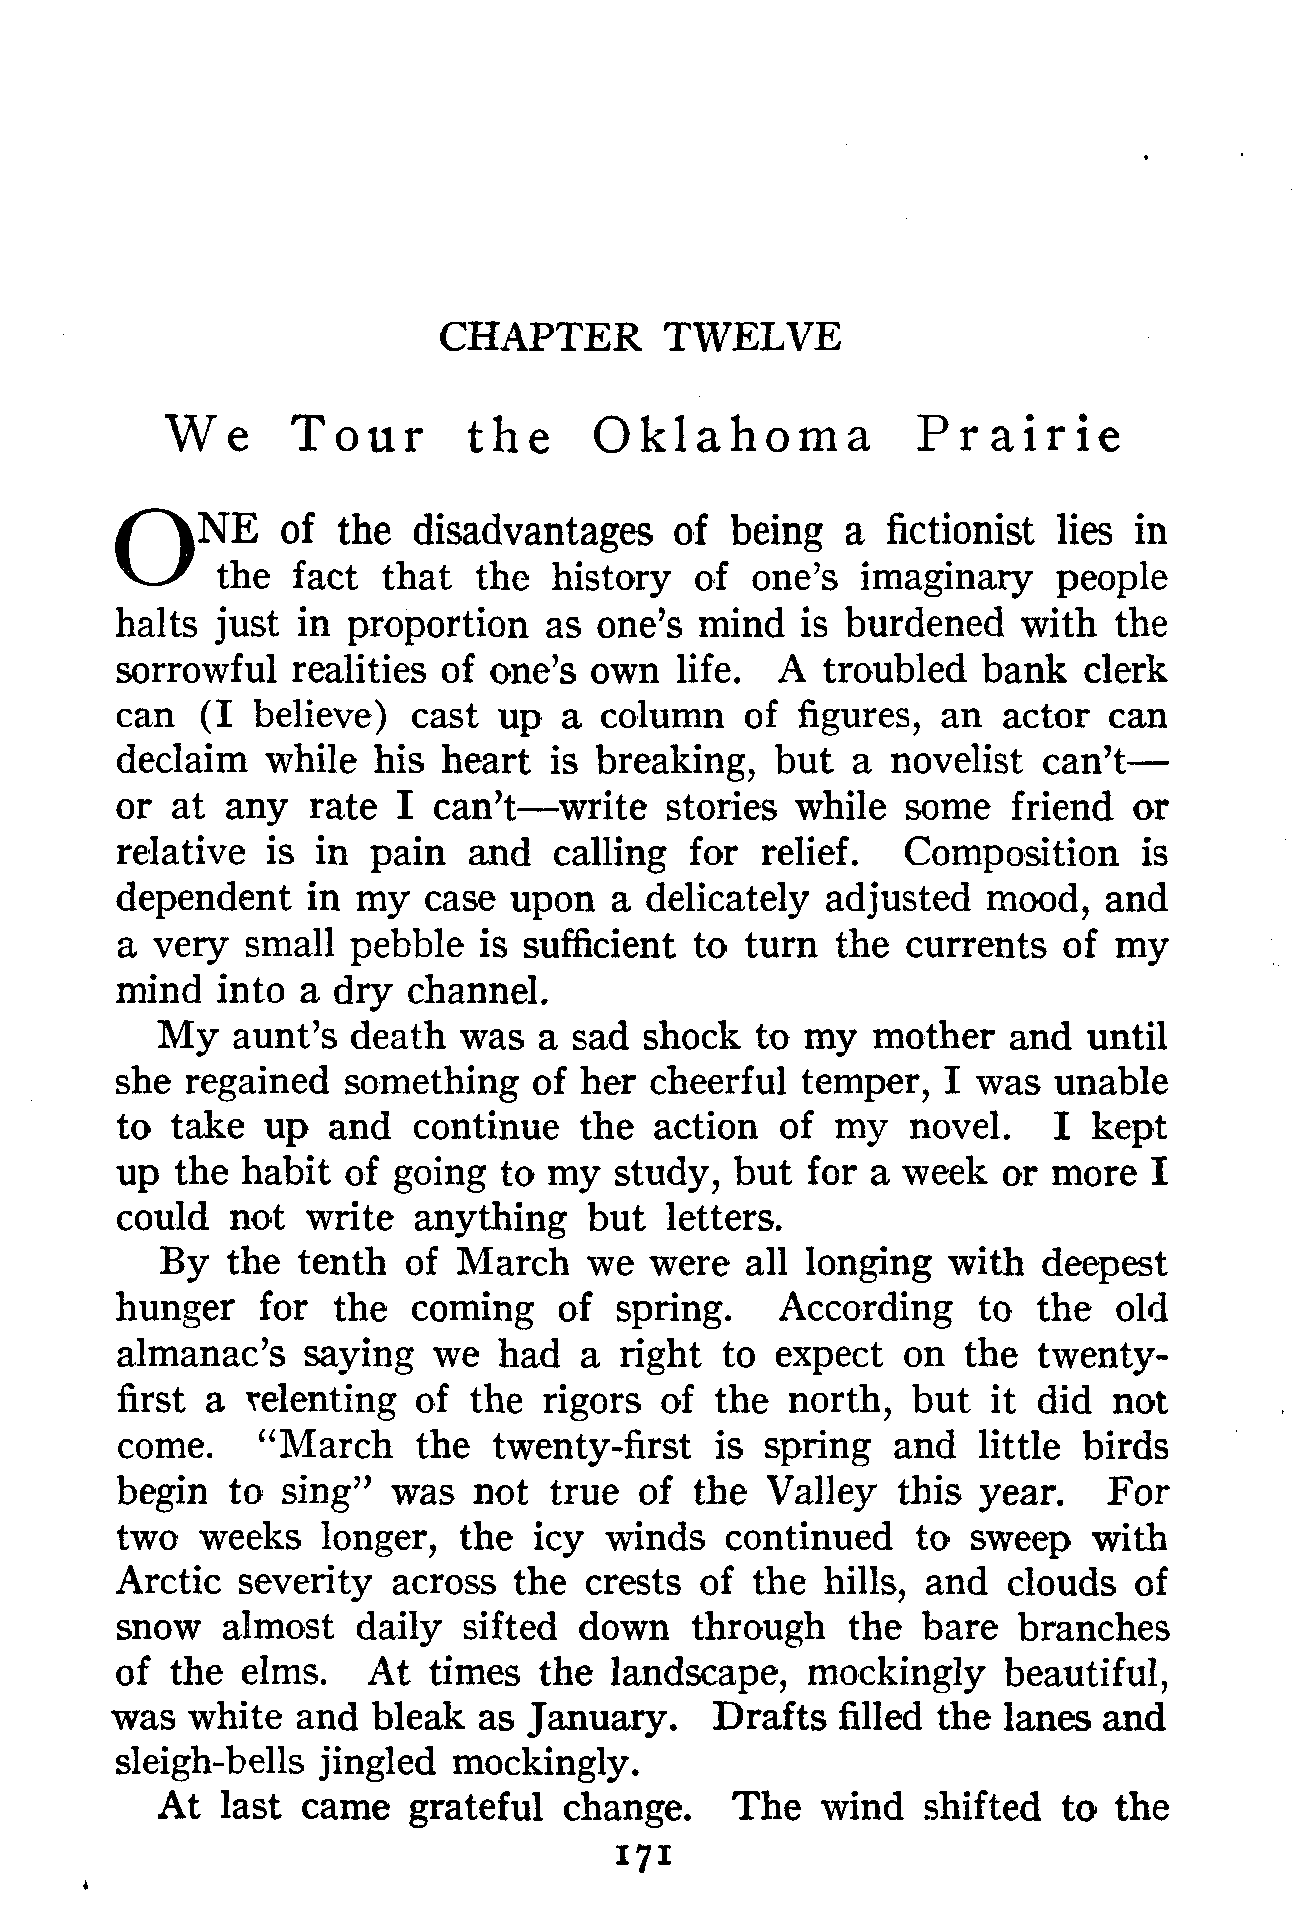 CHAPTER TWELVE
We Tour the Oklahoma Prairie
ONE of the disadvantages of being a fictionist lies in
the fact that the history of one's imaginary people
halts just in proportion as one's mind is burdened with the
sorrowful realities of one's own life. A troubled bank clerk
can (I believe) cast up a column of figures, an actor can
declaim while his heart is breaking, but a novelist can't—
or at any rate I can't—write stories while some friend or
relative is in pain and calling for relief. Composition is
dependent in my case upon a delicately adjusted mood, and
a very small pebble is sufficient to turn the currents of my
mind into a dry channel.
My aunt's death was a sad shock to my mother and until
she regained something of her cheerful temper, I was unable
to take up and continue the action of my novel. I kept
up the habit of going to my study, but for a week or more I
could not write anything but letters.
By the tenth of March we were all longing with deepest
hunger for the coming of spring. According to the old
almanac's saying we had a right to expect on the twenty-
first a relenting of the rigors of the north, but it did not
come. "March the twenty-first is spring and little birds
begin to sing" was not true of the Valley this year. For
two weeks longer, the icy winds continued to sweep with
Arctic severity across the crests of the hills, and clouds of
snow almost daily sifted down through the bare branches
of the elms. At times the landscape, mockingly beautiful,
was white and bleak as January. Drafts filled the lanes and
sleigh-bells jingled mockingly.
At last came grateful change. The wind shifted to the
171